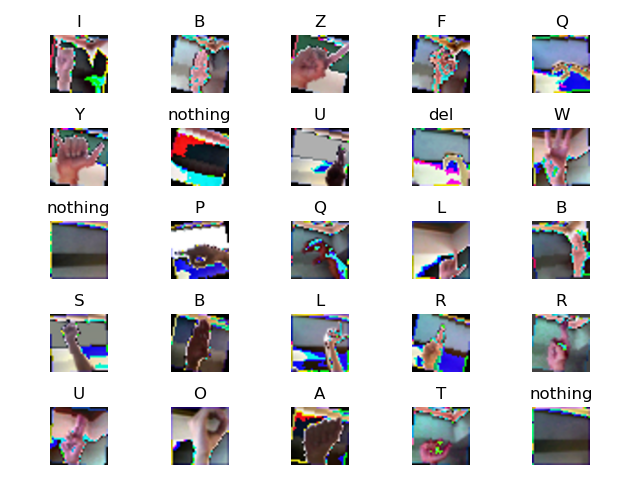 I B Z F Q
Y nothing U del W
nothing P Q L B
S B L R R
U O A T nothing